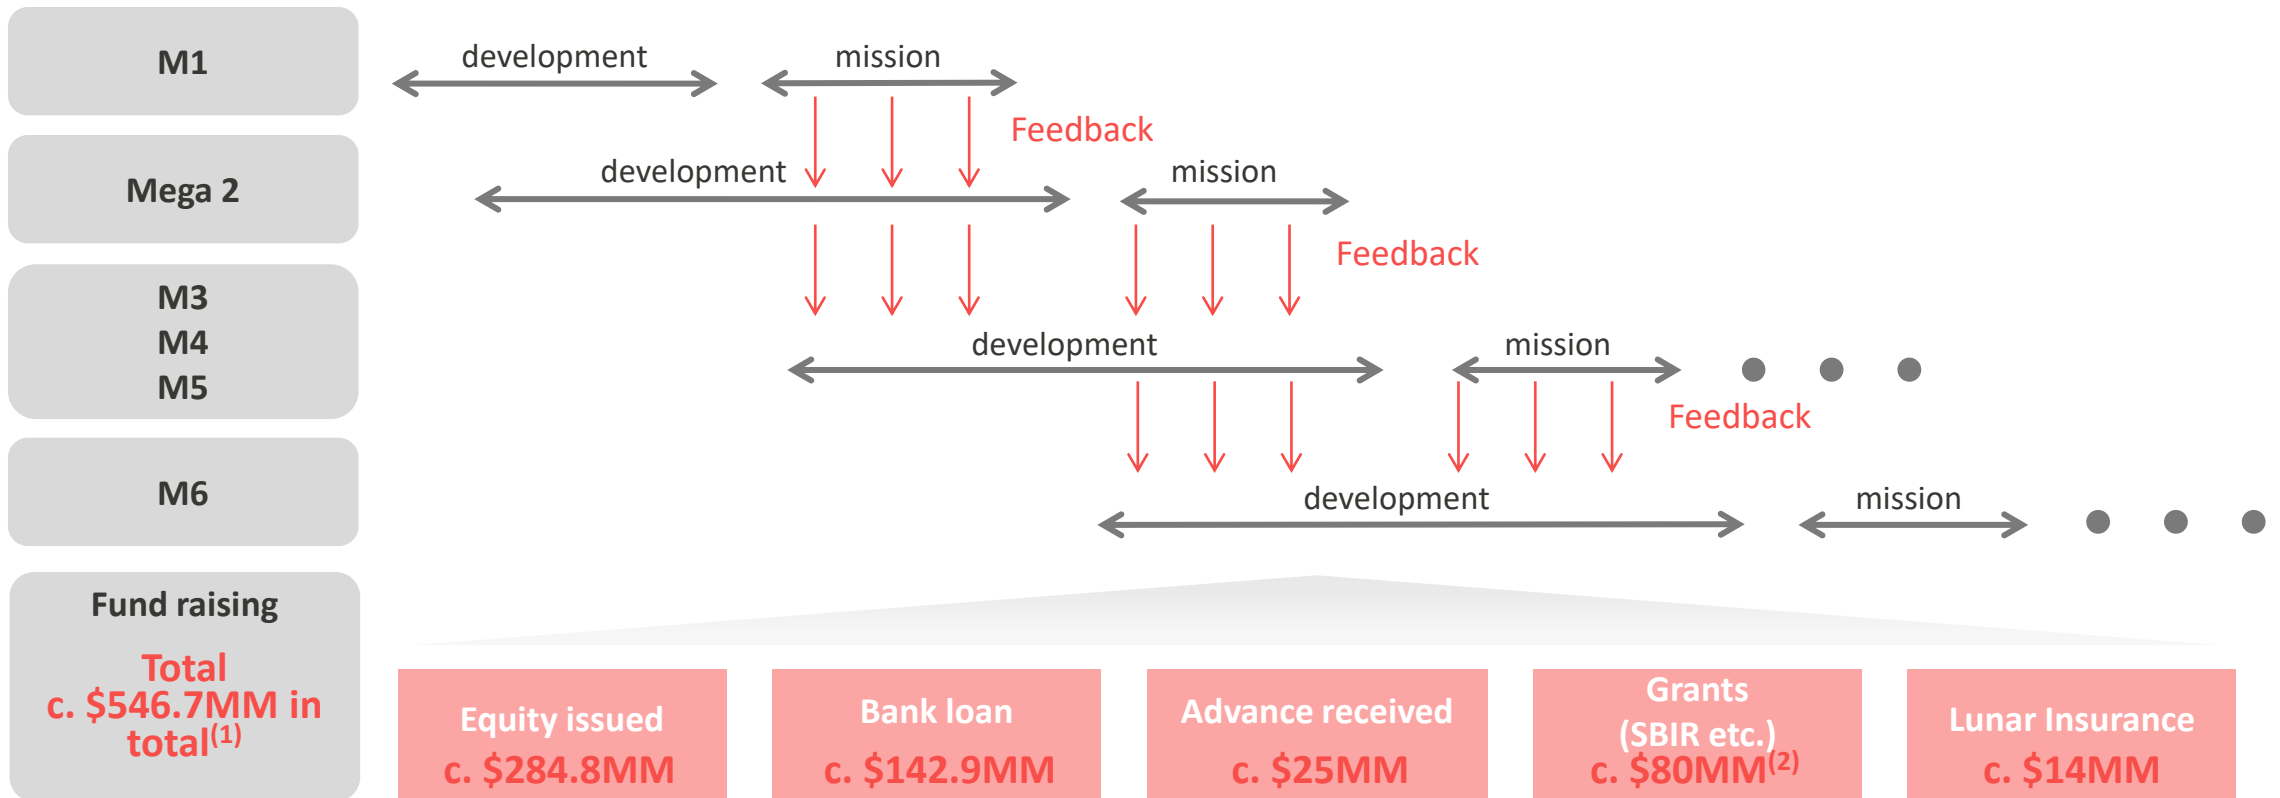 M1
development
mission
Feedback
Mega 2
development
mission
Feedback
M3
M4
M5
development
mission
Feedback
M6
development
mission
Fund raising
Total
c. $546.7MM in
total(1)
Equity issued
c. $284.8MM
Bank loan
c. $142.9MM
Advance received
c. $25MM
Grants
(SBIR etc.)
c. $80MM(2)
Lunar Insurance
c. $14MM